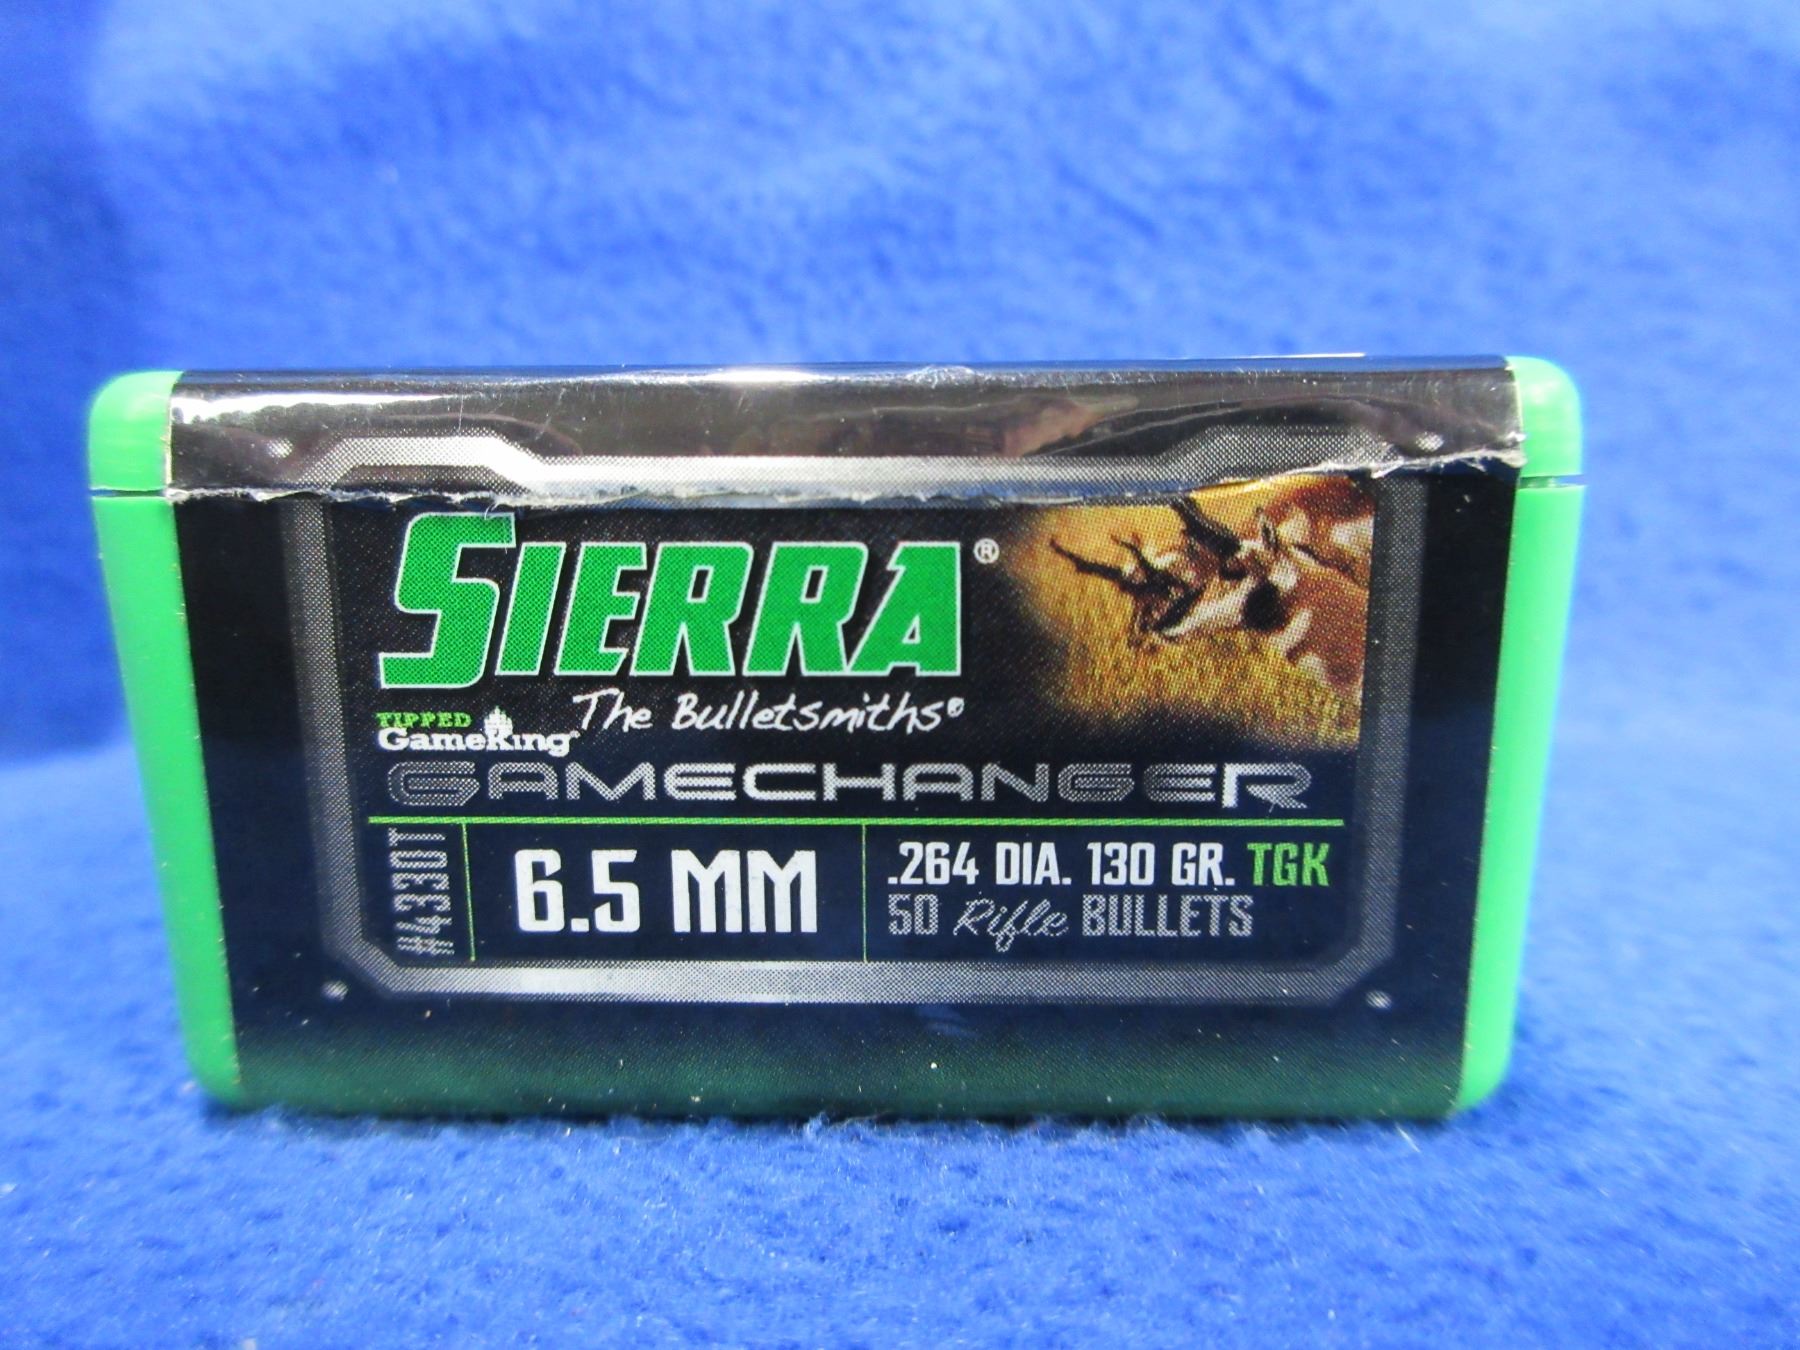 SIERRA®
The Bulletsmiths®
TIPPED
GameKing®
GAMECHANGER
#4330T
6.5 MM
.264 DIA. 130 GR. TGK
50 Rifle BULLETS